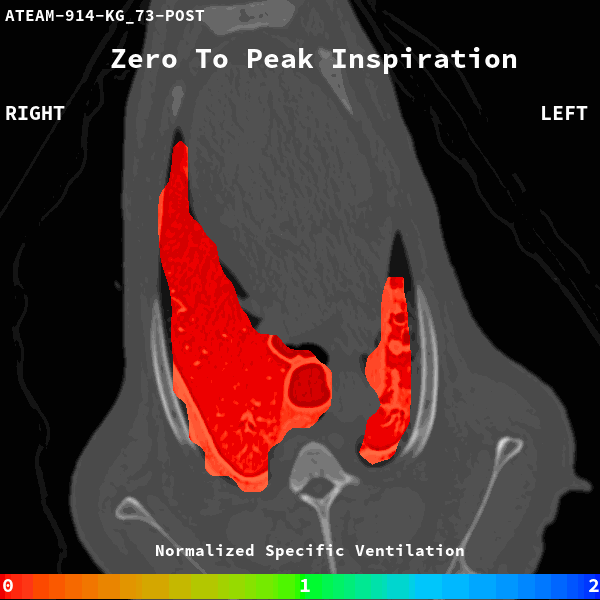 ATEAM-914-KG_73-POST
Zero To Peak Inspiration
RIGHT
LEFT
Normalized Specific Ventilation
0 1 2